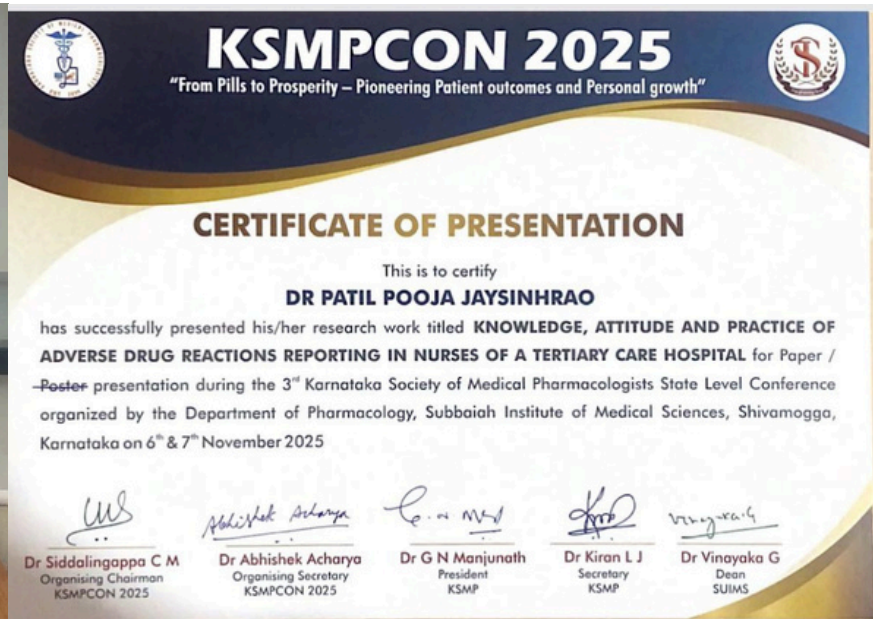 KSMPCON 2025
“From Pills to Prosperity – Pioneering Patient outcomes and Personal growth”
CERTIFICATE OF PRESENTATION
This is to certify
DR PATIL POOJA JAYSINHRAO
has successfully presented his/her research work titled KNOWLEDGE, ATTITUDE AND PRACTICE OF
ADVERSE DRUG REACTIONS REPORTING IN NURSES OF A TERTIARY CARE HOSPITAL for Paper /
Poster presentation during the 3rd Karnataka Society of Medical Pharmacologists State Level Conference
organized by the Department of Pharmacology, Subbaiah Institute of Medical Sciences, Shivamogga,
Karnataka on 6th & 7th November 2025
Abhishek Acharya
Dr Siddalingappa C M
Organising Chairman
KSMPCON 2025
Dr Abhishek Acharya
Organising Secretary
KSMPCON 2025
Dr G N Manjunath
President
KSMP
Dr Kiran L J
Secretary
KSMP
Dr Vinayaka G
Dean
SUIMS